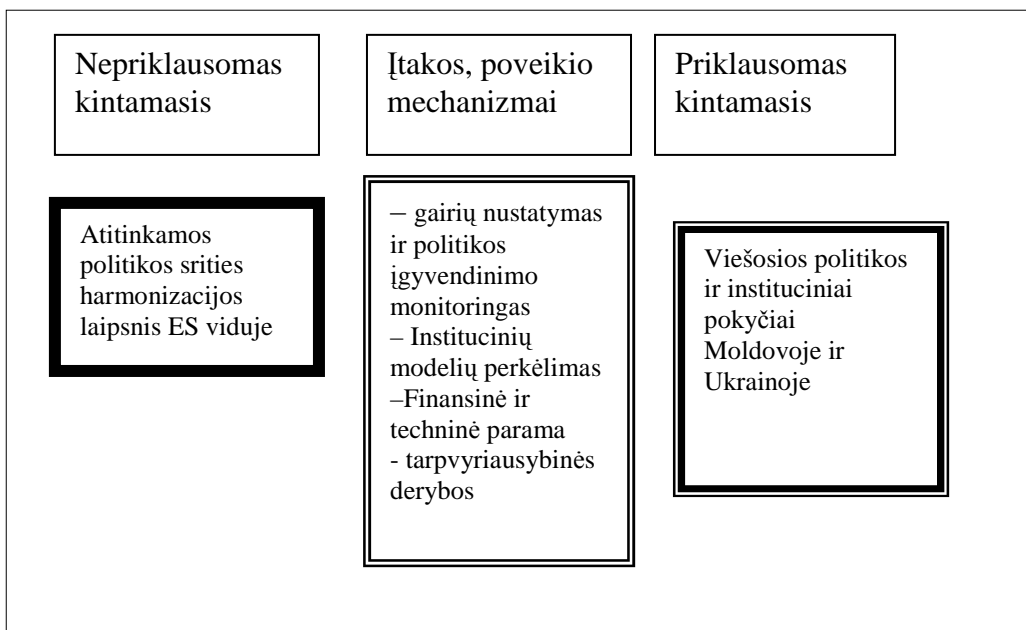 Nepriklausomas
kintamasis
Įtakos, poveikio
mechanizmai
Priklausomas
kintamasis
Atitinkamos
politikos srities
harmonizacijos
laipsnis ES viduje
– gairių nustatymas
ir politikos
įgyvendinimo
monitoringas
– Institucinių
modelių perkėlimas
–Finansinė ir
techninė parama
- tarpvyriausybinės
derybos
Viešosios politikos
ir instituciniai
pokyčiai
Moldovoje ir
Ukrainoje